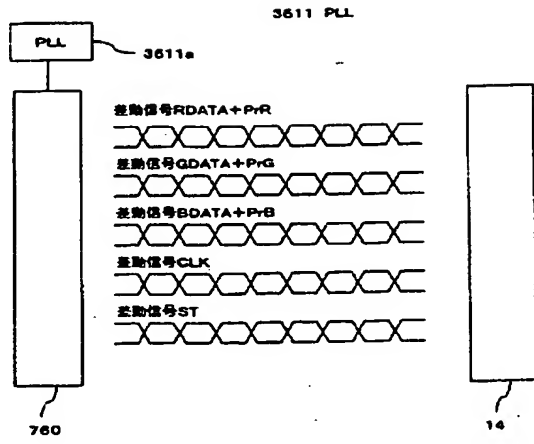 3611 PLL
PLL
3611a
差動信号RDATA+PrR
差動信号GDATA+PrG
差動信号BDATA+PrB
差動信号CLK
差動信号ST
760
14